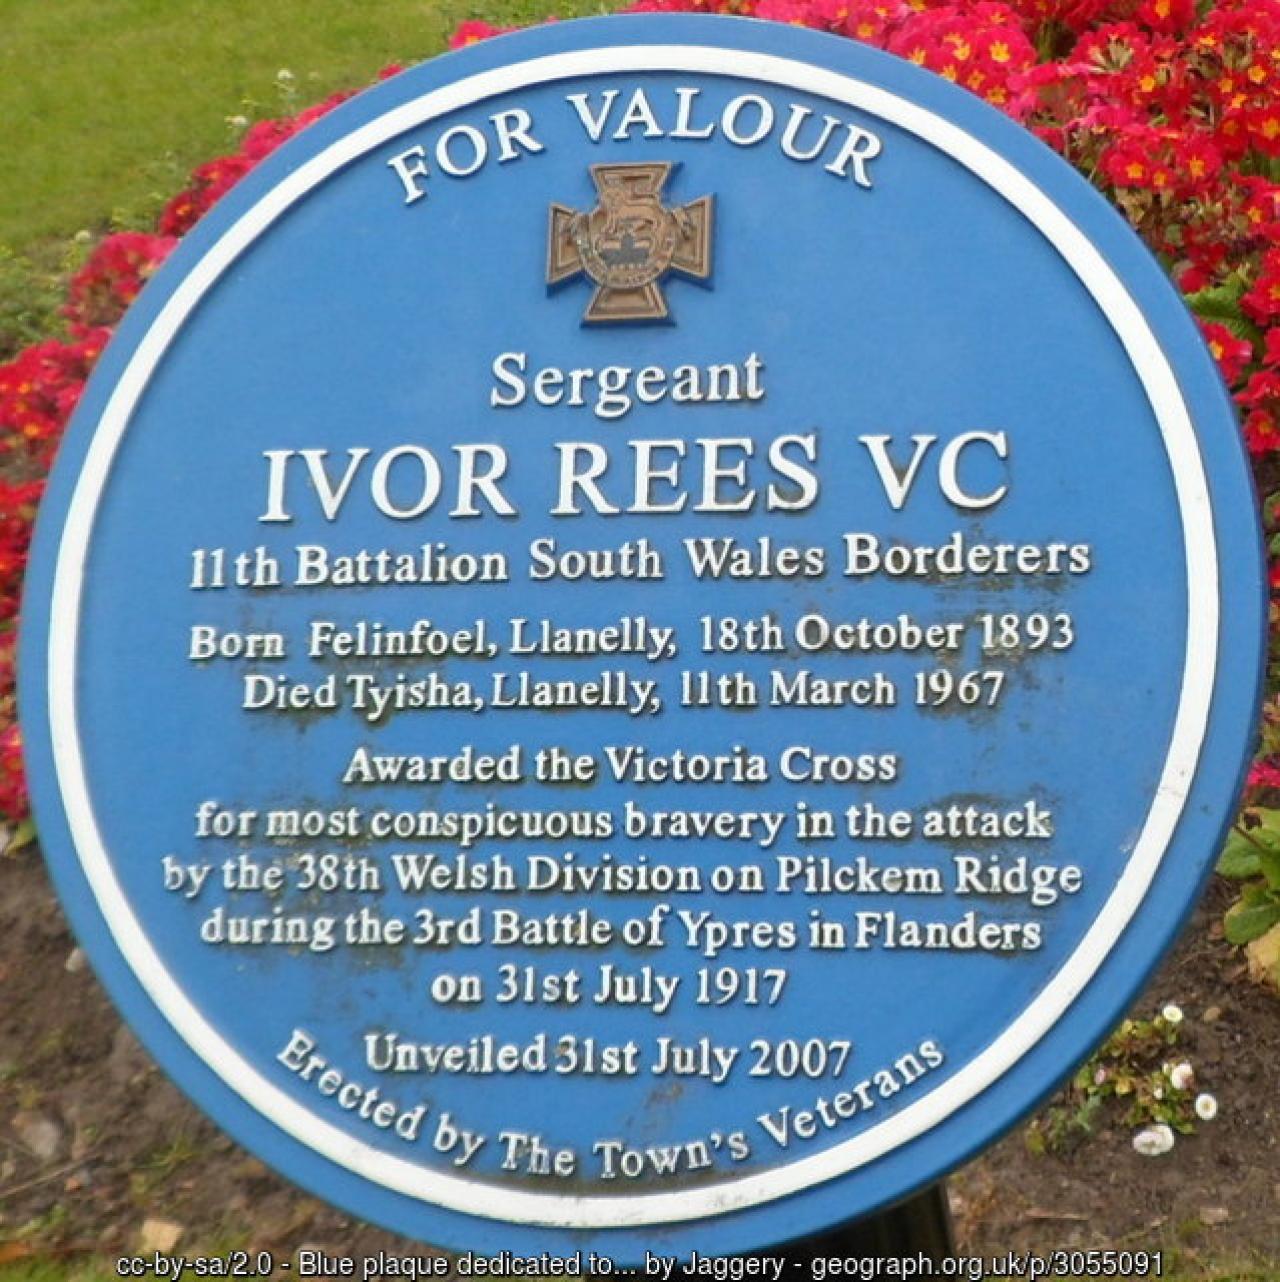 FOR VALOUR
Sergeant
IVOR REES VC
11th Battalion South Wales Borderers
Born Felinfoel, Llanelly, 18th October 1893
Died Tyisha, Llanelly, 11th March 1967
Awarded the Victoria Cross
for most conspicuous bravery in the attack
by the 38th Welsh Division on Pilckem Ridge
during the 3rd Battle of Ypres in Flanders
on 31st July 1917
Unveiled 31st July 2007
Erected by The Town's Veterans
cc-by-sa/2.0 - Blue plaque dedicated to... by Jaggery - geograph.org.uk/p/3055091